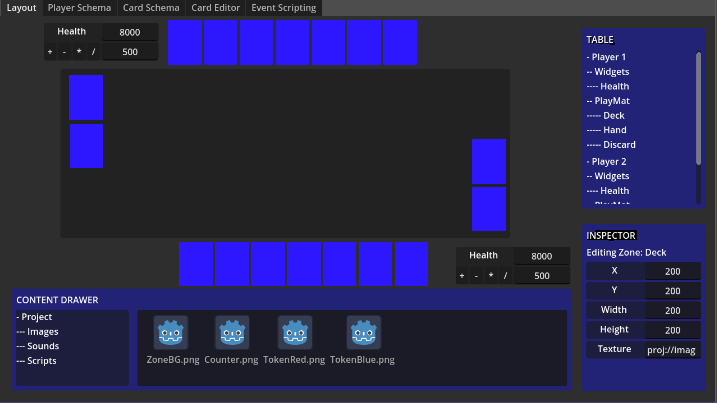 Layout Player Schema Card Schema Card Editor Event Scripting
Health 8000
+ - * / 500
TABLE
- Player 1
-- Widgets
---- Health
-- PlayMat
----- Deck
----- Hand
----- Discard
- Player 2
-- Widgets
---- Health
-- PlayMat
Health 8000
+ - * / 500
INSPECTOR
Editing Zone: Deck
X 200
Y 200
Width 200
Height 200
Texture proj://imag
CONTENT DRAWER
- Project
--- Images
--- Sounds
--- Scripts
ZoneBG.png Counter.png TokenRed.png TokenBlue.png